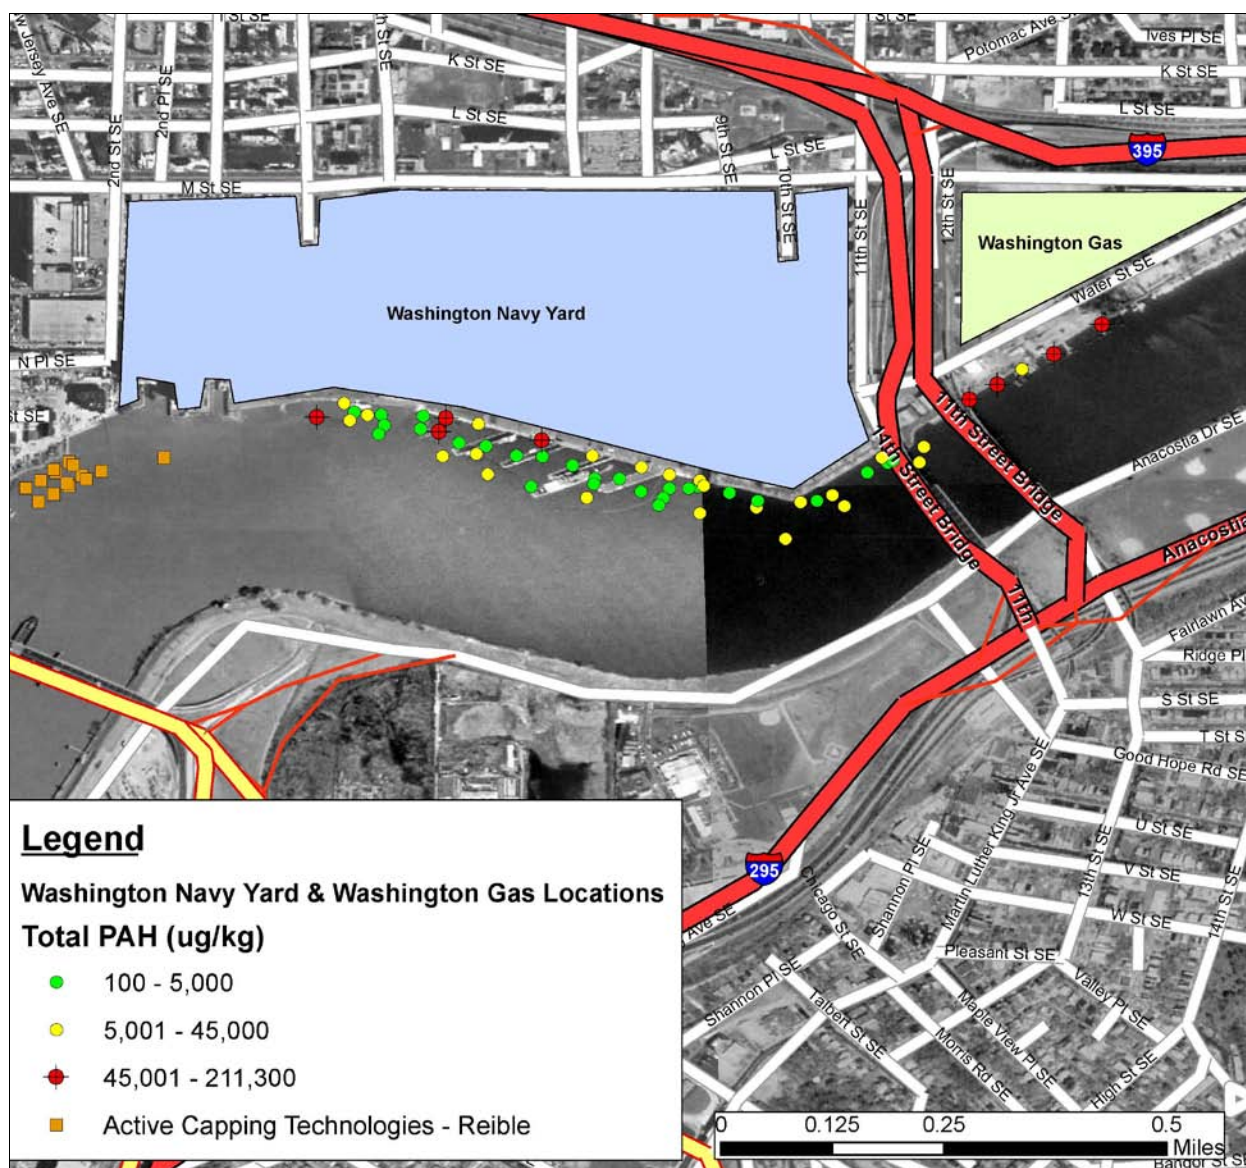 I St SE
I St SE
Ives Pl SE
K St SE
K St SE
Potomac Ave S
w Jersey Ave SE
2nd St SE
2nd Pl SE
th St SE
L St SE
L St SE
9th St SE
L St SE
10th St SE
395
M St SE
11th St SE
12th St SE
Washington Gas
Water St SE
Washington Navy Yard
N Pl SE
St SE
11th Street Bridge
14th Street Bridge
Anacostia Dr SE
Anacostia
11th
Fairlawn Av
Ridge Pl
S St SE
T St S
Good Hope Rd SE
Martin Luther King Jr Ave SE
U St SE
13th St SE
V St SE
14th St SE
W St SE
295
Ave SE
Chicago St SE
Shannon Pl SE
Shannon Pl SE
Pleasant St SE
Valley Pl SE
Talbert St SE
Maple View Pl SE
Morris Rd SE
High St SE
Legend
Washington Navy Yard & Washington Gas Locations
Total PAH (ug/kg)
100 - 5,000
5,001 - 45,000
45,001 - 211,300
Active Capping Technologies - Reible
0 0.125 0.25 0.5
Miles
Bangor St St